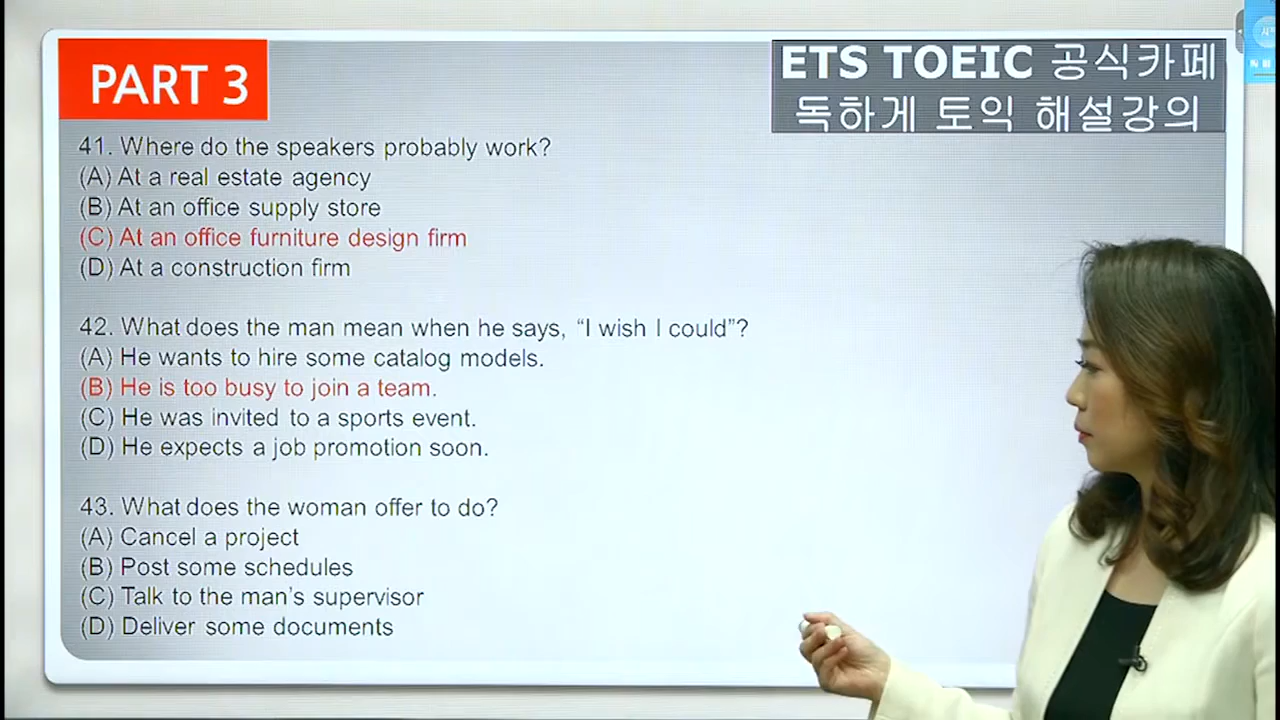 PART 3
ETS TOEIC 공식카페
독하게 토익 해설강의
41. Where do the speakers probably work?
(A) At a real estate agency
(B) At an office supply store
(C) At an office furniture design firm
(D) At a construction firm
42. What does the man mean when he says, “I wish I could”?
(A) He wants to hire some catalog models.
(B) He is too busy to join a team.
(C) He was invited to a sports event.
(D) He expects a job promotion soon.
43. What does the woman offer to do?
(A) Cancel a project
(B) Post some schedules
(C) Talk to the man’s supervisor
(D) Deliver some documents